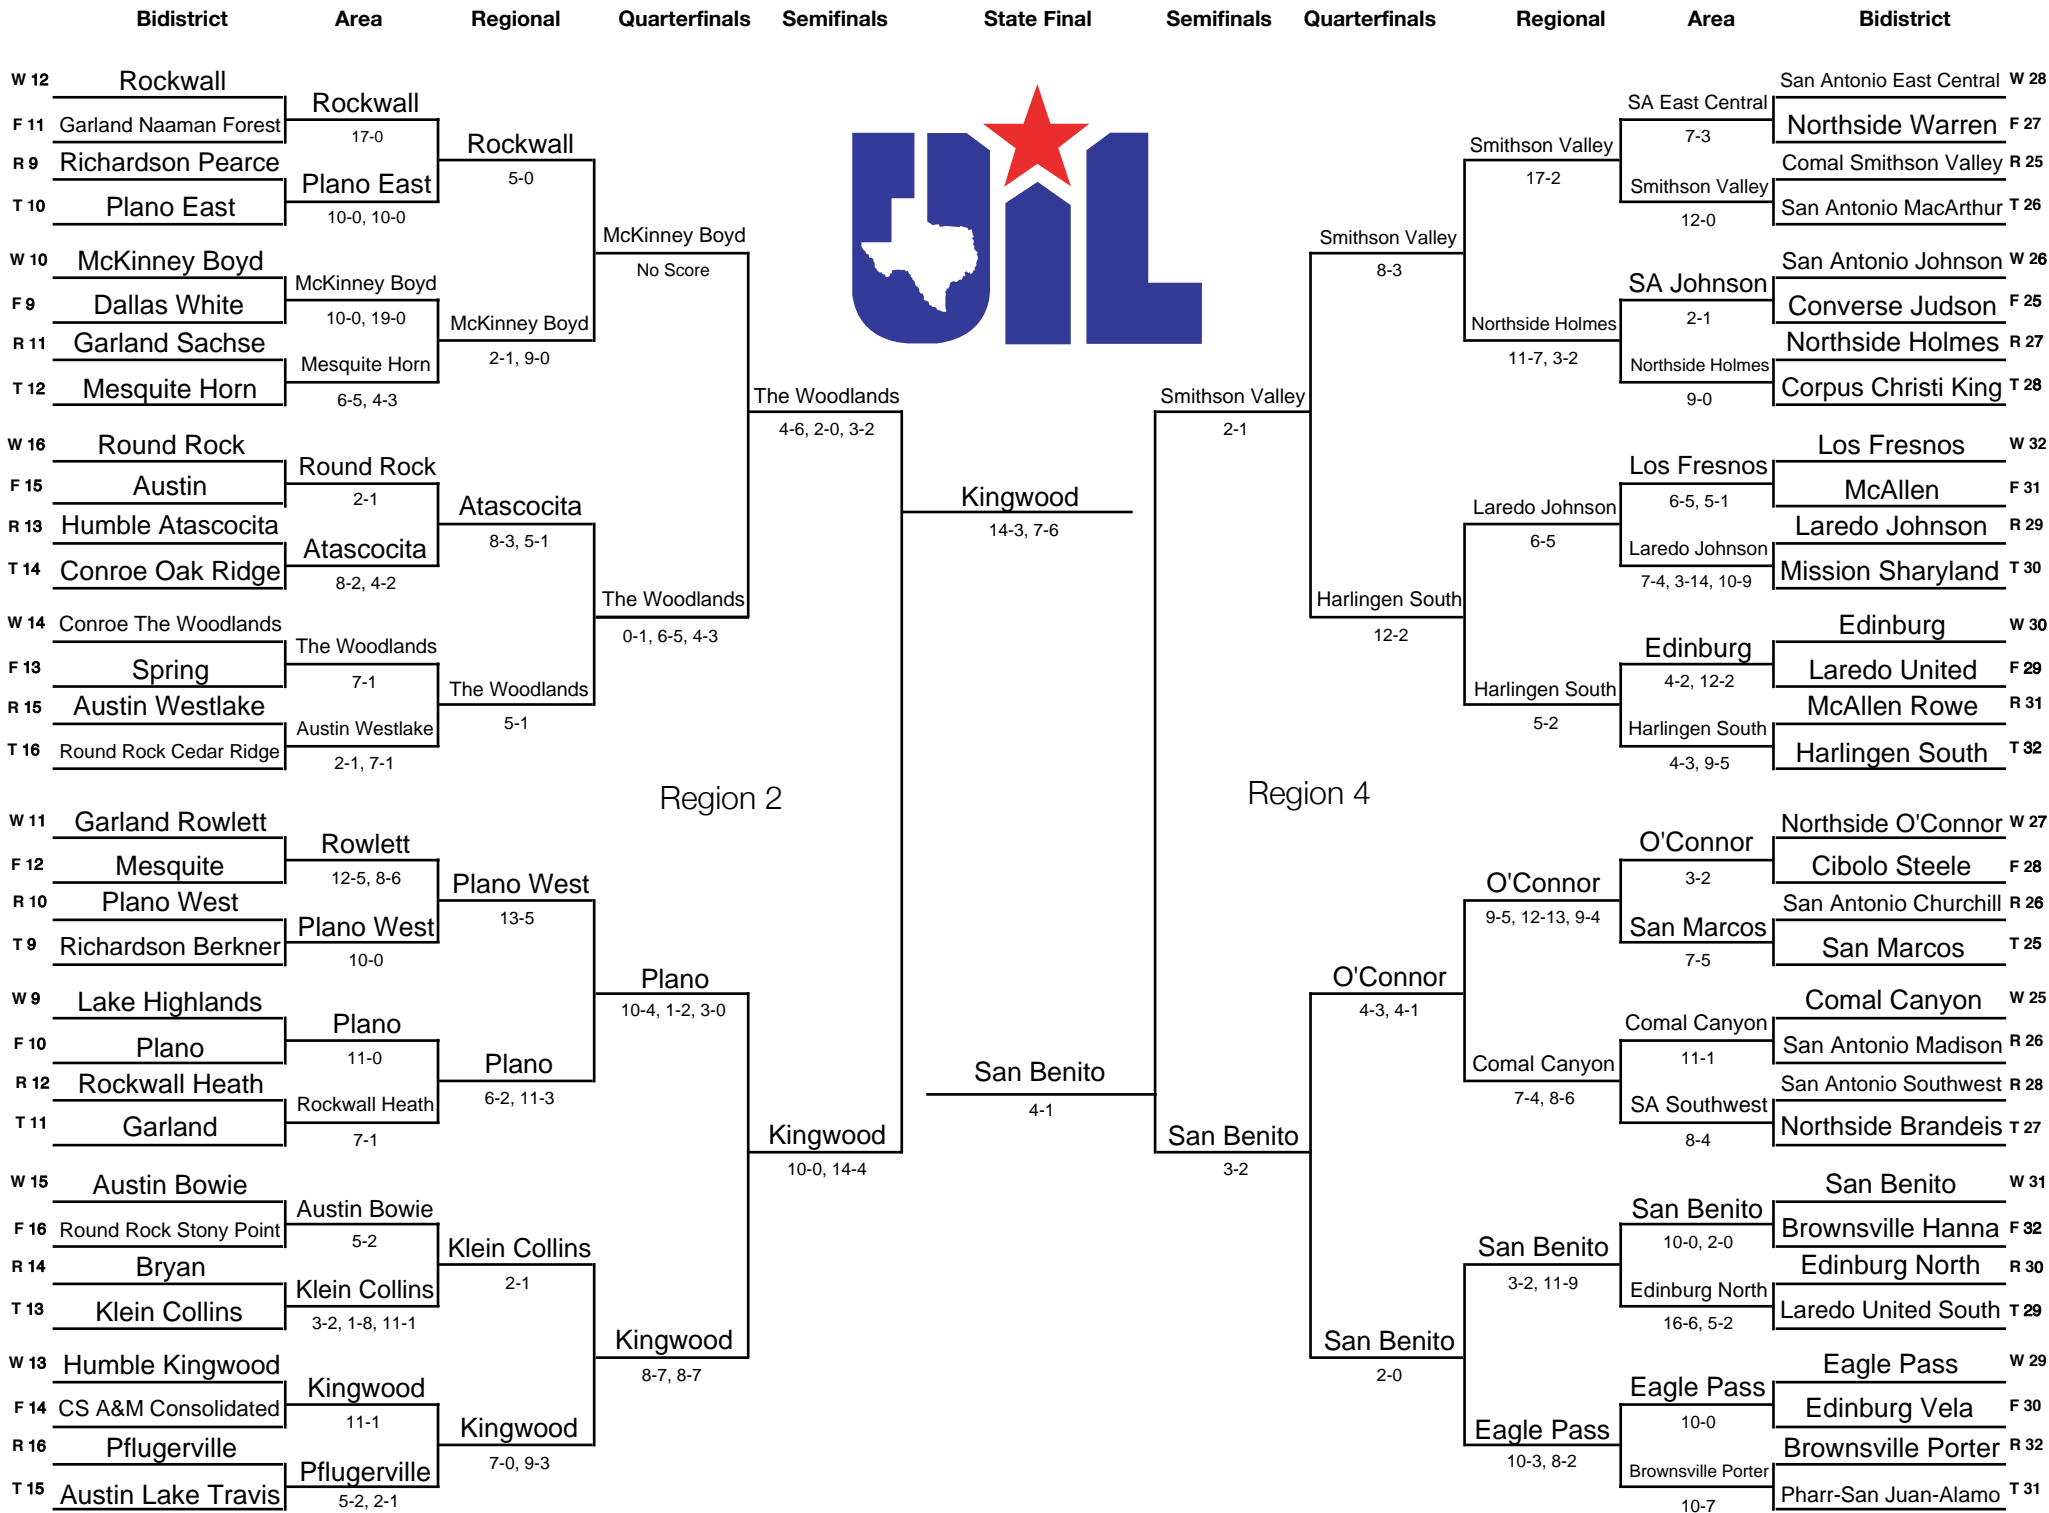 Bidistrict Area Regional Quarterfinals Semifinals State Final Semifinals Quarterfinals Regional Area Bidistrict
W 12 Rockwall
F 11 Garland Naaman Forest
R 9 Richardson Pearce
T 10 Plano East
W 10 McKinney Boyd
F 9 Dallas White
R 11 Garland Sachse
T 12 Mesquite Horn
W 16 Round Rock
F 15 Austin
R 13 Humble Atascocita
T 14 Conroe Oak Ridge
W 14 Conroe The Woodlands
F 13 Spring
R 15 Austin Westlake
T 16 Round Rock Cedar Ridge
W 11 Garland Rowlett
F 12 Mesquite
R 10 Plano West
T 9 Richardson Berkner
W 9 Lake Highlands
F 10 Plano
R 12 Rockwall Heath
T 11 Garland
W 15 Austin Bowie
F 16 Round Rock Stony Point
R 14 Bryan
T 13 Klein Collins
W 13 Humble Kingwood
F 14 CS A&M Consolidated
R 16 Pflugerville
T 15 Austin Lake Travis
Rockwall
17-0
Plano East
10-0, 10-0
McKinney Boyd
10-0, 19-0
Mesquite Horn
6-5, 4-3
Round Rock
2-1
Atascocita
8-2, 4-2
The Woodlands
7-1
Austin Westlake
2-1, 7-1
Rowlett
12-5, 8-6
Plano West
10-0
Plano
11-0
Rockwall Heath
7-1
Austin Bowie
5-2
Klein Collins
3-2, 1-8, 11-1
Kingwood
11-1
Pflugerville
5-2, 2-1
Rockwall
5-0
McKinney Boyd
2-1, 9-0
Atascocita
8-3, 5-1
The Woodlands
5-1
Plano West
13-5
Plano
6-2, 11-3
Klein Collins
2-1
Kingwood
7-0, 9-3
McKinney Boyd
No Score
The Woodlands
0-1, 6-5, 4-3
Region 2
Plano
10-4, 1-2, 3-0
Kingwood
8-7, 8-7
The Woodlands
4-6, 2-0, 3-2
Kingwood
10-0, 14-4
UIL
Kingwood
14-3, 7-6
San Benito
4-1
Smithson Valley
2-1
San Benito
3-2
Smithson Valley
8-3
Harlingen South
12-2
Region 4
O'Connor
4-3, 4-1
San Benito
2-0
Smithson Valley
17-2
Northside Holmes
11-7, 3-2
Laredo Johnson
6-5
Harlingen South
5-2
O'Connor
9-5, 12-13, 9-4
Comal Canyon
7-4, 8-6
San Benito
3-2, 11-9
Eagle Pass
10-3, 8-2
SA East Central
7-3
Smithson Valley
12-0
SA Johnson
2-1
Northside Holmes
9-0
Los Fresnos
6-5, 5-1
Laredo Johnson
7-4, 3-14, 10-9
Edinburg
4-2, 12-2
Harlingen South
4-3, 9-5
O'Connor
3-2
San Marcos
7-5
Comal Canyon
11-1
SA Southwest
8-4
San Benito
10-0, 2-0
Edinburg North
16-6, 5-2
Eagle Pass
10-0
Brownsville Porter
10-7
San Antonio East Central W 28
Northside Warren F 27
Comal Smithson Valley R 25
San Antonio MacArthur T 26
San Antonio Johnson W 26
Converse Judson F 25
Northside Holmes R 27
Corpus Christi King T 28
Los Fresnos W 32
McAllen F 31
Laredo Johnson R 29
Mission Sharyland T 30
Edinburg W 30
Laredo United F 29
McAllen Rowe R 31
Harlingen South T 32
Northside O'Connor W 27
Cibolo Steele F 28
San Antonio Churchill R 26
San Marcos T 25
Comal Canyon W 25
San Antonio Madison R 26
San Antonio Southwest R 28
Northside Brandeis T 27
San Benito W 31
Brownsville Hanna F 32
Edinburg North R 30
Laredo United South T 29
Eagle Pass W 29
Edinburg Vela F 30
Brownsville Porter R 32
Pharr-San Juan-Alamo T 31